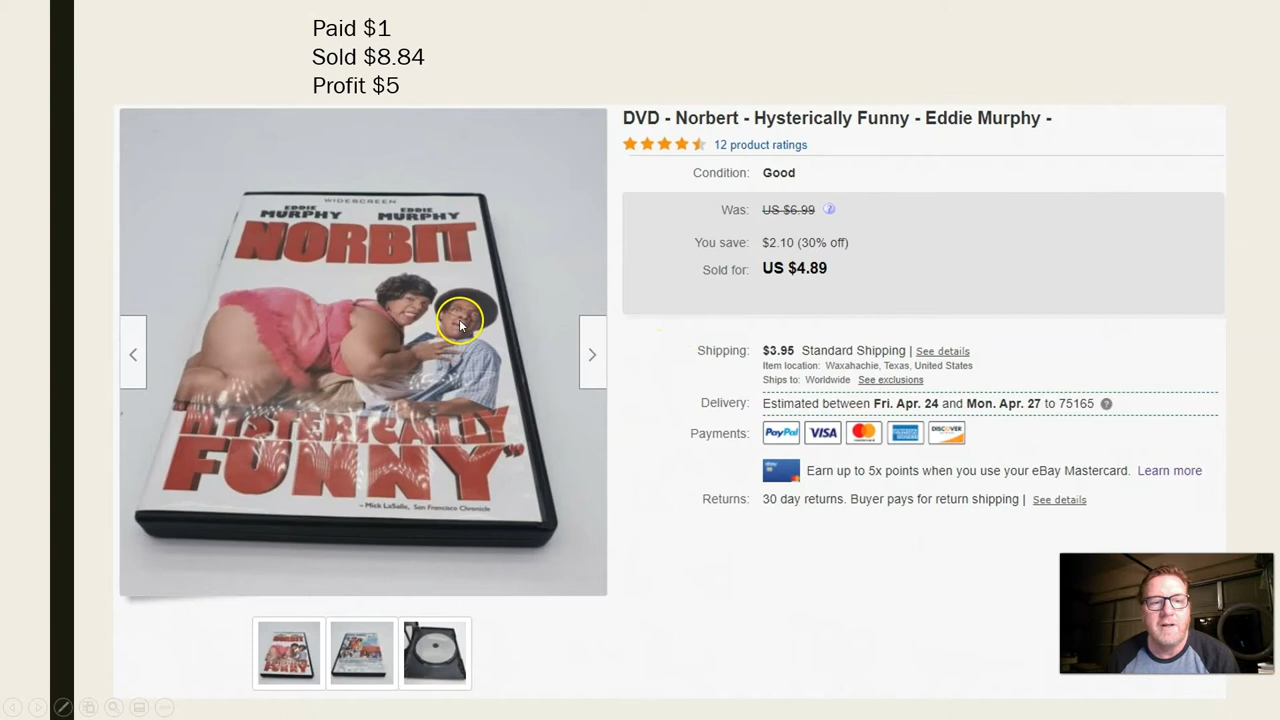 Paid $1
Sold $8.84
Profit $5
DVD - Norbert - Hysterically Funny - Eddie Murphy -
12 product ratings
Condition: Good
Was: US $6.99
You save: $2.10 (30% off)
Sold for: US $4.89
Shipping: $3.95 Standard Shipping | See details
Item location: Waxahachie, Texas, United States
Ships to: Worldwide See exclusions
Delivery: Estimated between Fri. Apr. 24 and Mon. Apr. 27 to 75165
Payments: PayPal VISA MasterCard DISCOVER
Earn up to 5x points when you use your eBay Mastercard. Learn more
Returns: 30 day returns. Buyer pays for return shipping | See details
WIDESCREEN
EDDIE MURPHY EDDIE MURPHY
NORBIT
"HYSTERICALLY
FUNNY"
– Mick LaSalle, San Francisco Chronicle